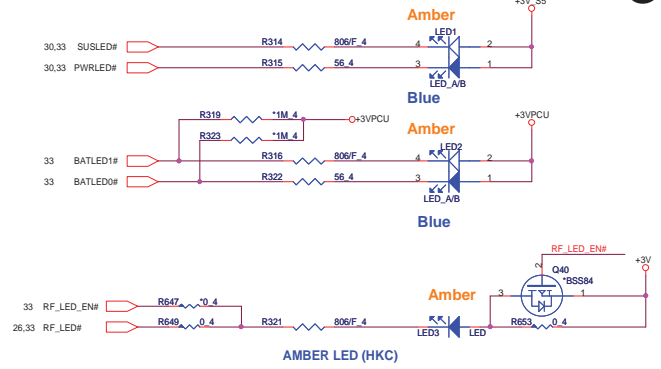 +3V_S5
Amber
LED1
30,33 SUSLED# R314 806/F_4 4 2
30,33 PWRLED# R315 56_4 3 1
LED_A/B
Blue
R319 *1M_4 +3VPCU +3VPCU
R323 *1M_4
Amber
LED2
33 BATLED1# R316 806/F_4 4 2
33 BATLED0# R322 56_4 3 1
LED_A/B
Blue
RF_LED_EN#
+3V
2 Q40
*BSS84
Amber 3 1
33 RF_LED_EN# R647 *0_4
26,33 RF_LED# R649 0_4 R321 806/F_4 LED3 LED R653 0_4
AMBER LED (HKC)